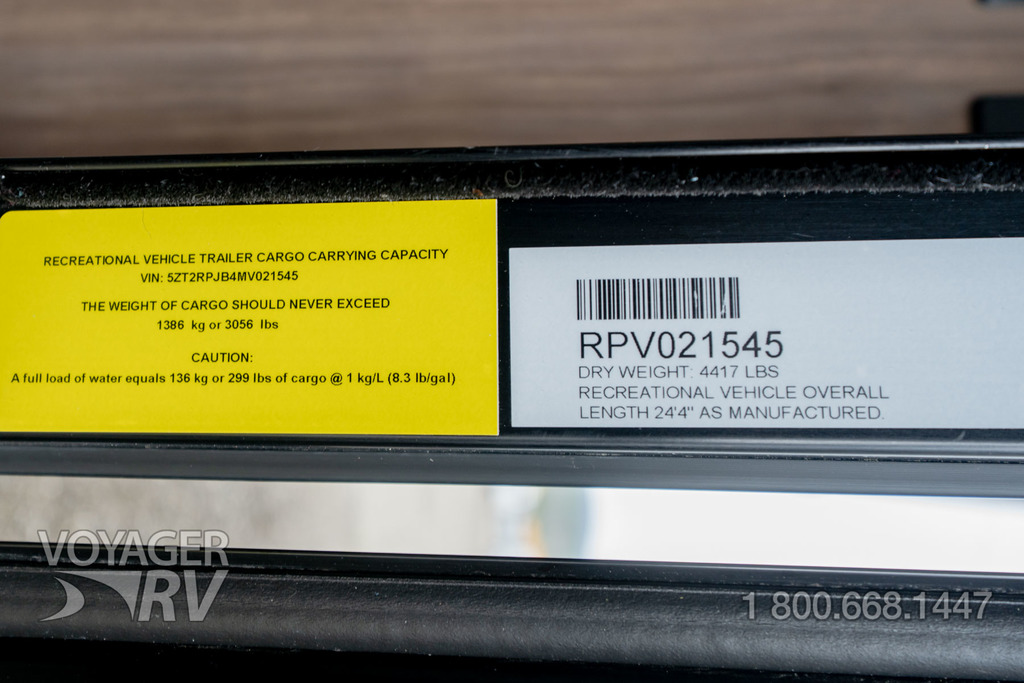 RECREATIONAL VEHICLE TRAILER CARGO CARRYING CAPACITY
VIN: 5ZT2RPJB4MV021545
THE WEIGHT OF CARGO SHOULD NEVER EXCEED
1386 kg or 3056 lbs
CAUTION:
A full load of water equals 136 kg or 299 lbs of cargo @ 1 kg/L (8.3 lb/gal)
RPV021545
DRY WEIGHT: 4417 LBS
RECREATIONAL VEHICLE OVERALL
LENGTH 24'4" AS MANUFACTURED.
VOYAGER
RV
1 800.668.1447